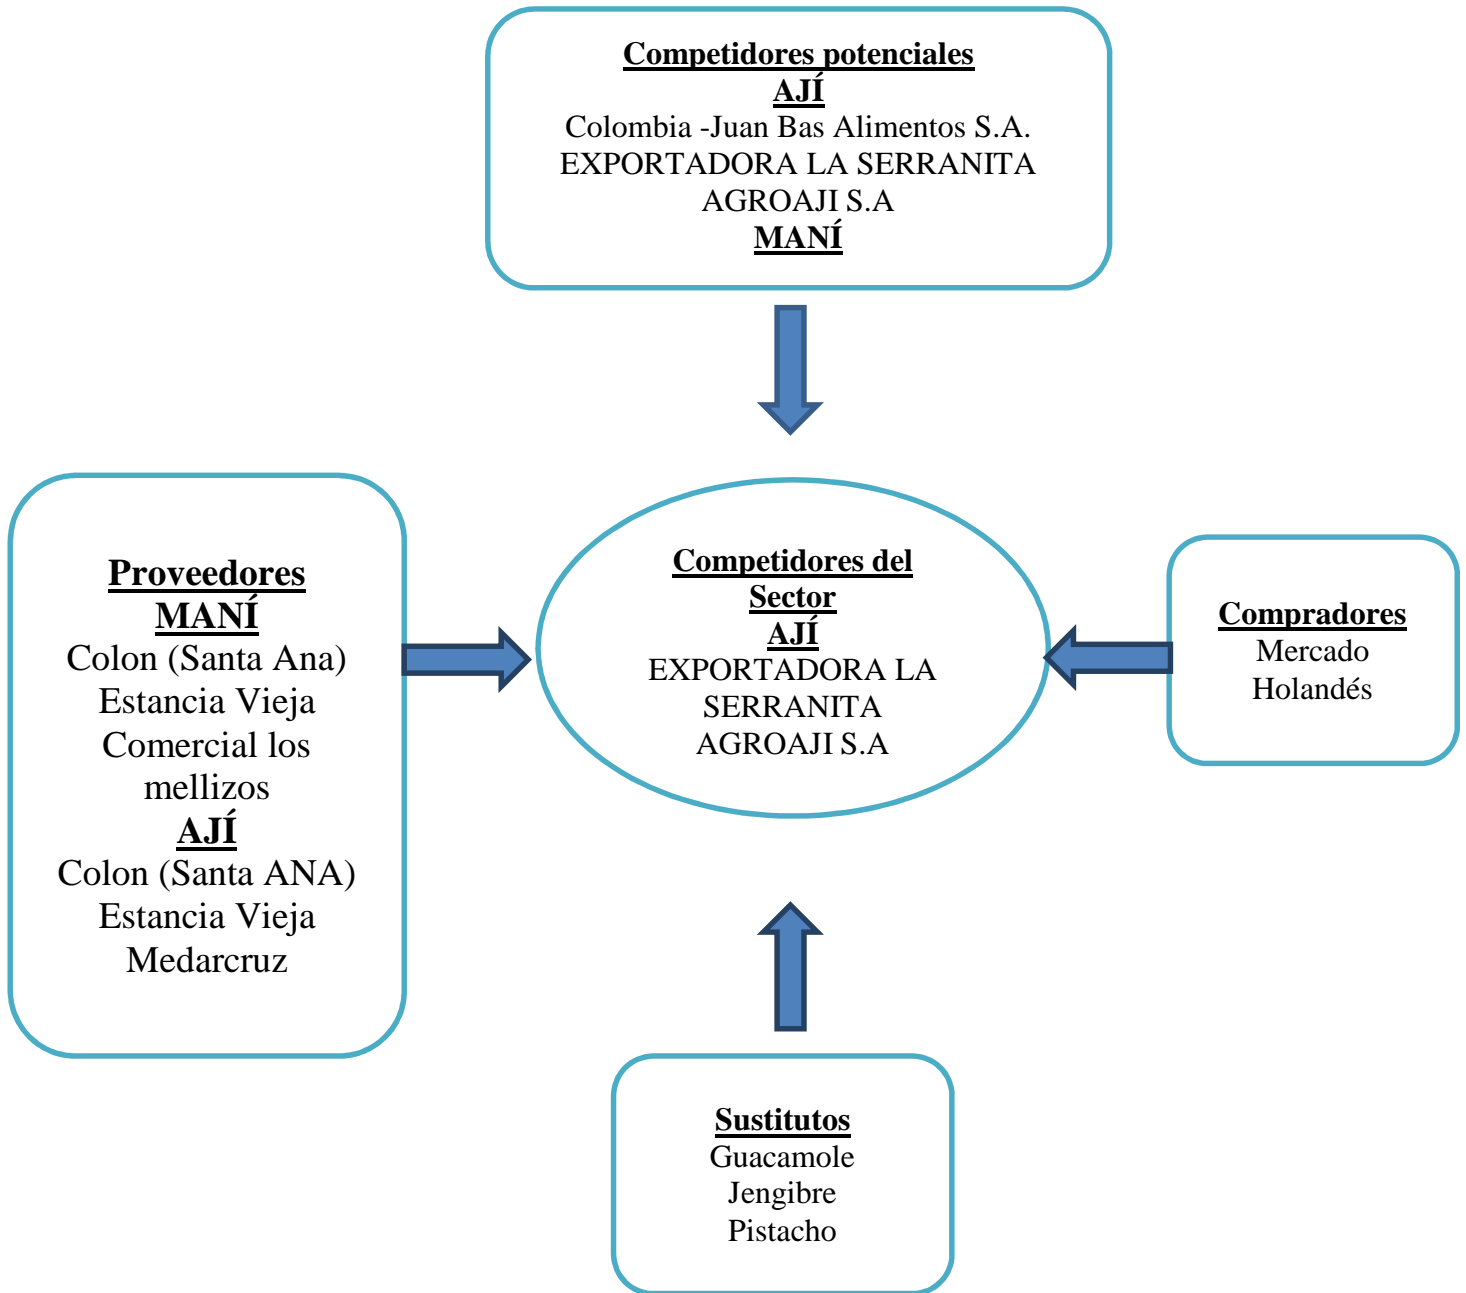 Competidores potenciales
AJÍ
Colombia -Juan Bas Alimentos S.A.
EXPORTADORA LA SERRANITA
AGROAJI S.A
MANÍ
Proveedores
MANÍ
Colon (Santa Ana)
Estancia Vieja
Comercial los
mellizos
AJÍ
Colon (Santa ANA)
Estancia Vieja
Medarcruz
Competidores del
Sector
AJÍ
EXPORTADORA LA
SERRANITA
AGROAJI S.A
Compradores
Mercado
Holandés
Sustitutos
Guacamole
Jengibre
Pistacho